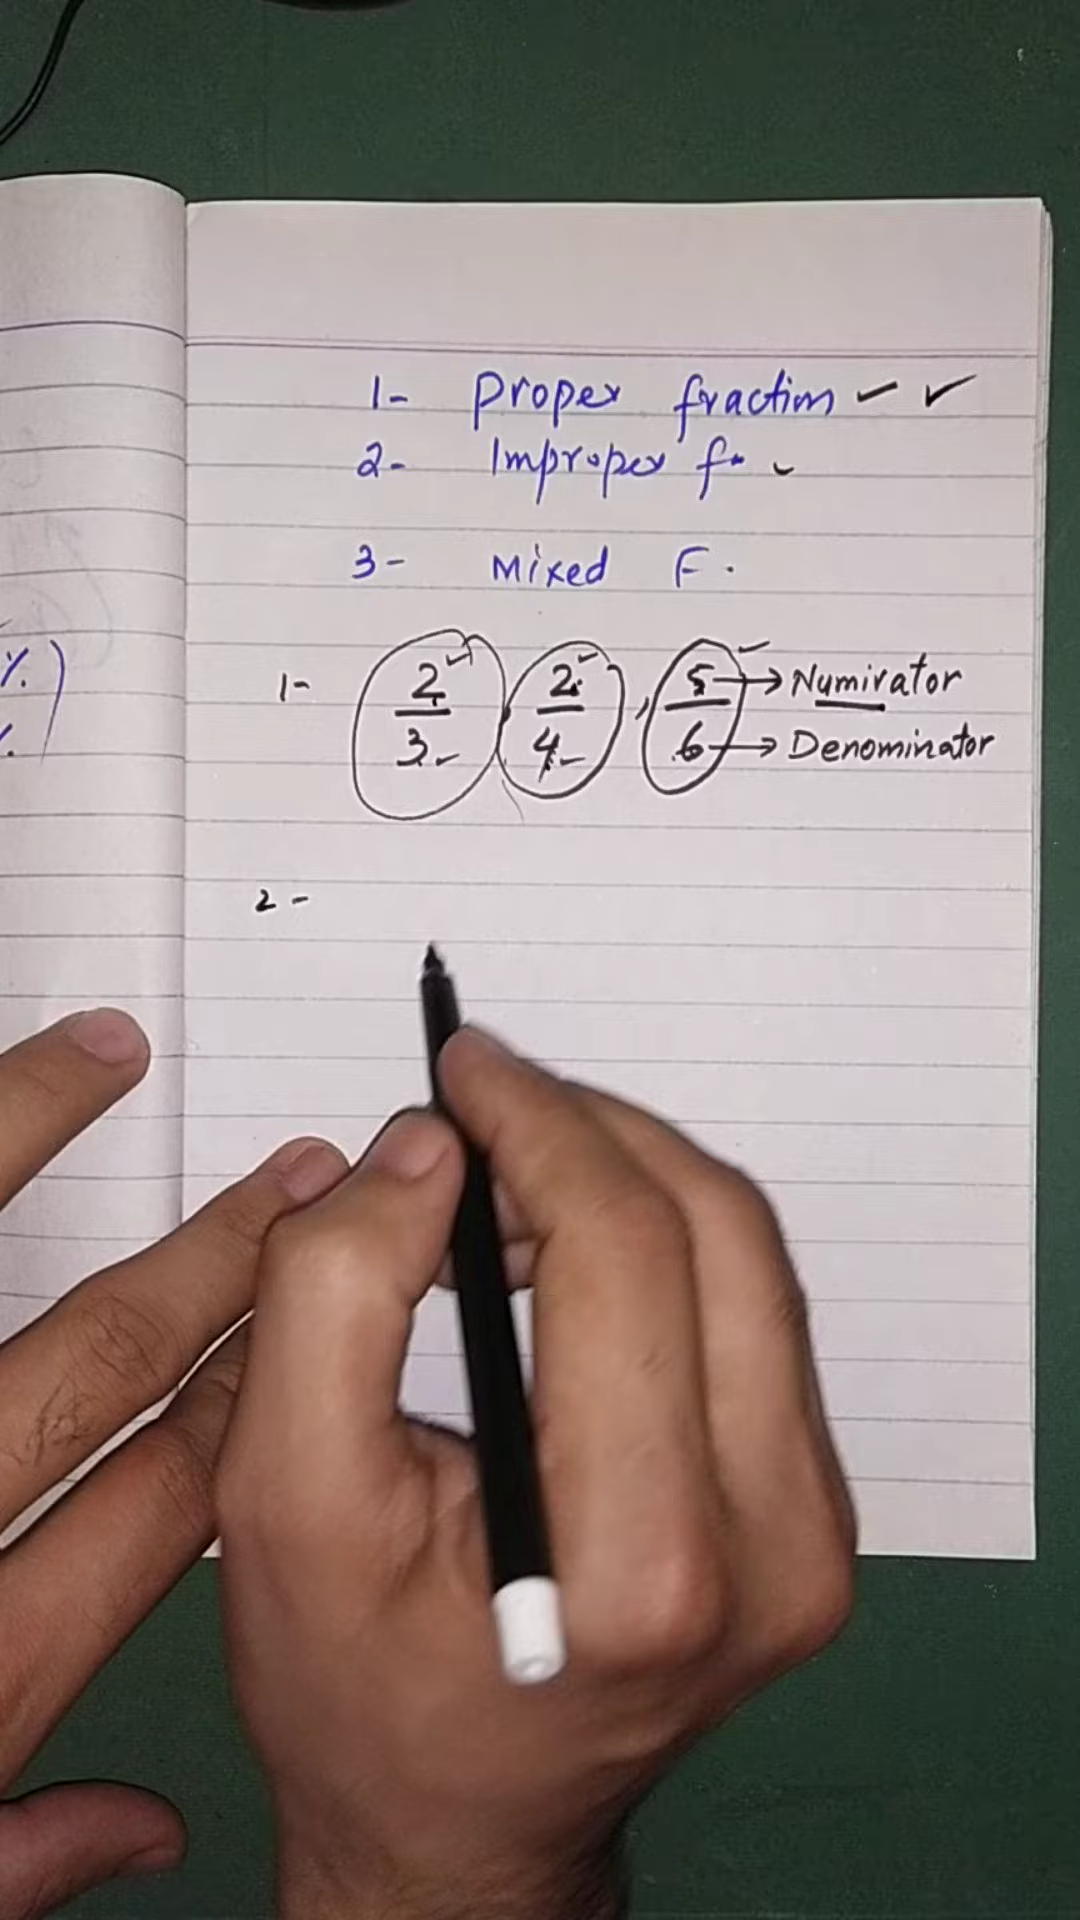 1- Proper fraction
2- Improper f
3- Mixed F.
1- 2/3, 2/4, 5/6 → Numirator
→ Denominator
2-
%
%